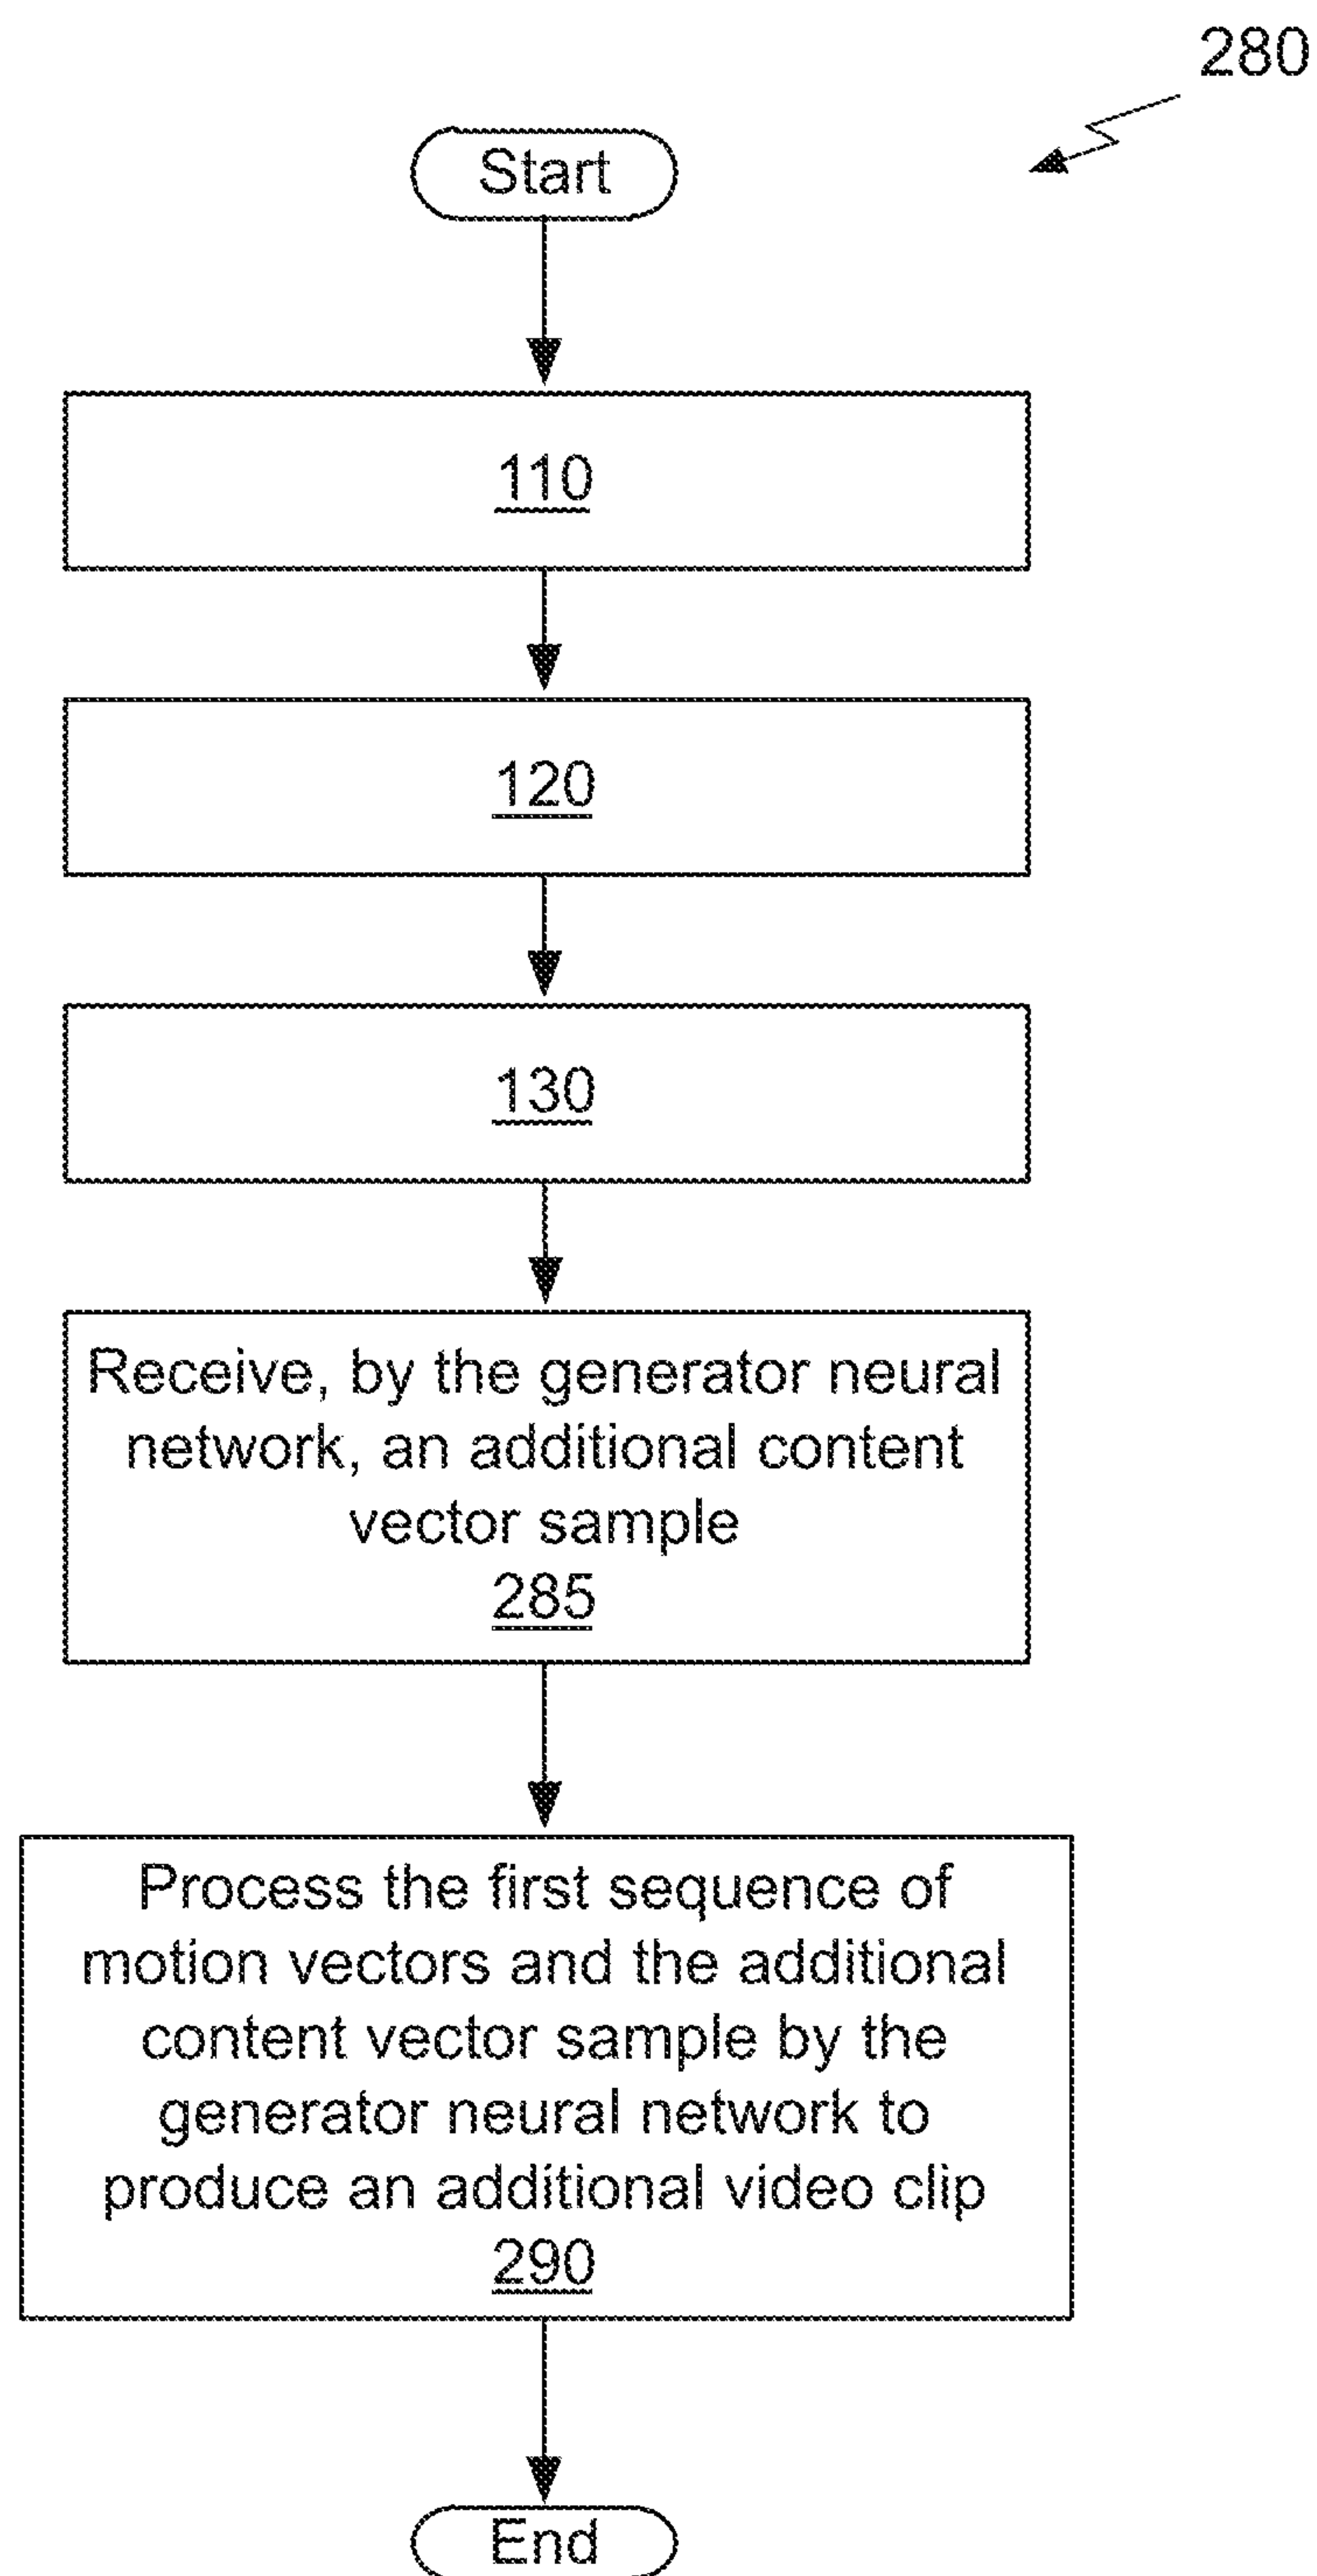 280
Start
110
120
130
Receive, by the generator neural
network, an additional content
vector sample
285
Process the first sequence of
motion vectors and the additional
content vector sample by the
generator neural network to
produce an additional video clip
290
End